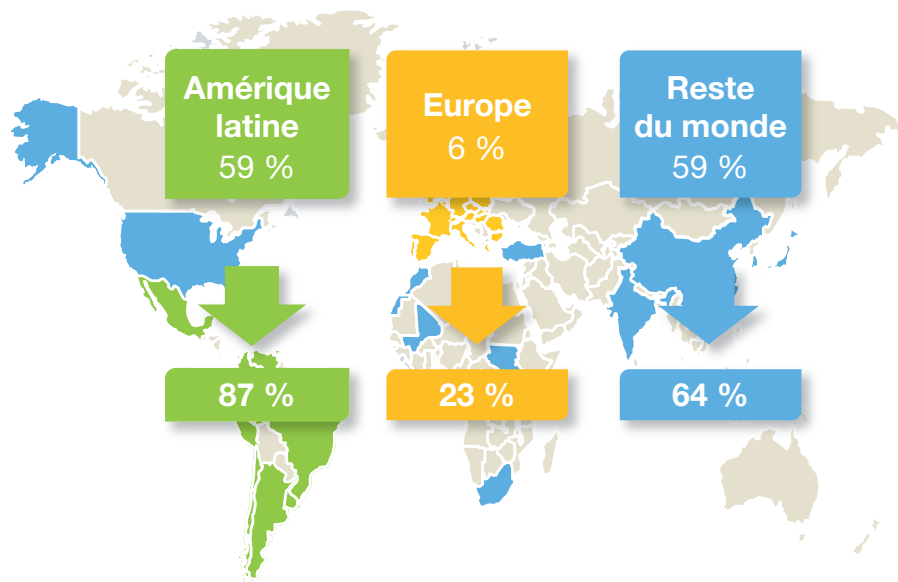 Amérique
latine
59 %
Europe
6 %
Reste
du monde
59 %
87 %
23 %
64 %